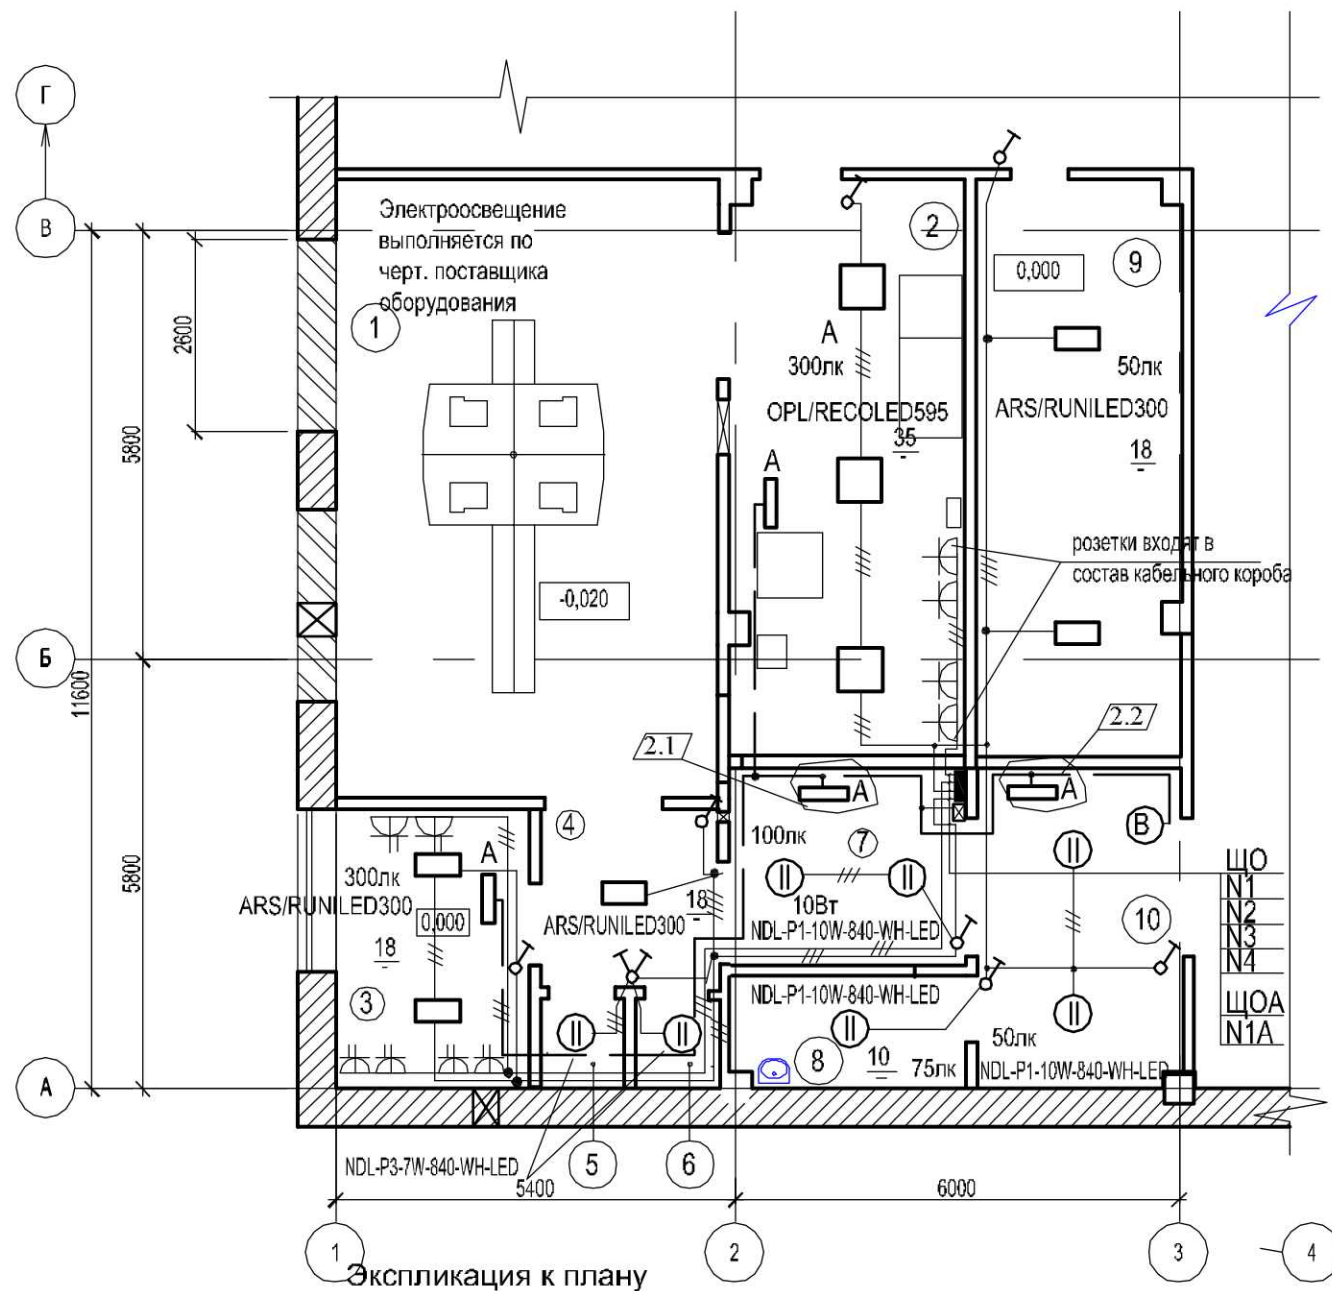 Г
В
Электроосвещение
выполняется по
черт. поставщика
оборудования
1
2
0,000
9
2600
А
300лк
50лк
OPL/RECOLED595
ARS/RUNILED300
35
18
5800
А
розетки входят в
состав кабельного короба
-0,020
Б
11600
2.1
2.2
А
А
4
100лк
7
В
300лк
А
5800
ARS/RUNILED300
0,000
18
ARS/RUNILED300
10Вт
NDL-P1-10W-840-WH-LED
10
ЩО
N1
N2
N3
N4
18
3
NDL-P1-10W-840-WH-LED
ЩОА
N1A
50лк
8
10
75лк
NDL-P1-10W-840-WH-LED
А
NDL-P3-7W-840-WH-LED
5
6
5400
6000
1
2
3
4
Экспликация к плану